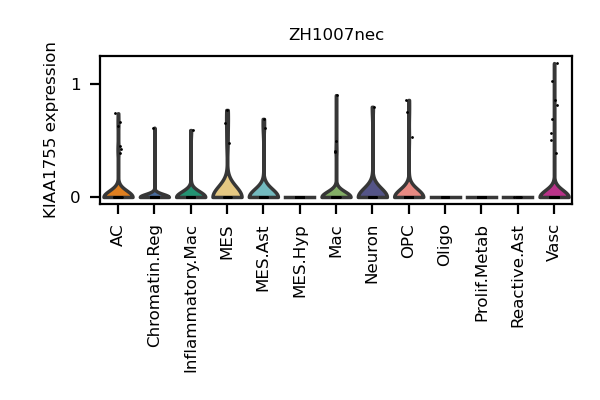 ZH1007nec
KIAA1755 expression
1
0
AC
Chromatin.Reg
Inflammatory.Mac
MES
MES.Ast
MES.Hyp
Mac
Neuron
OPC
Oligo
Prolif.Metab
Reactive.Ast
Vasc